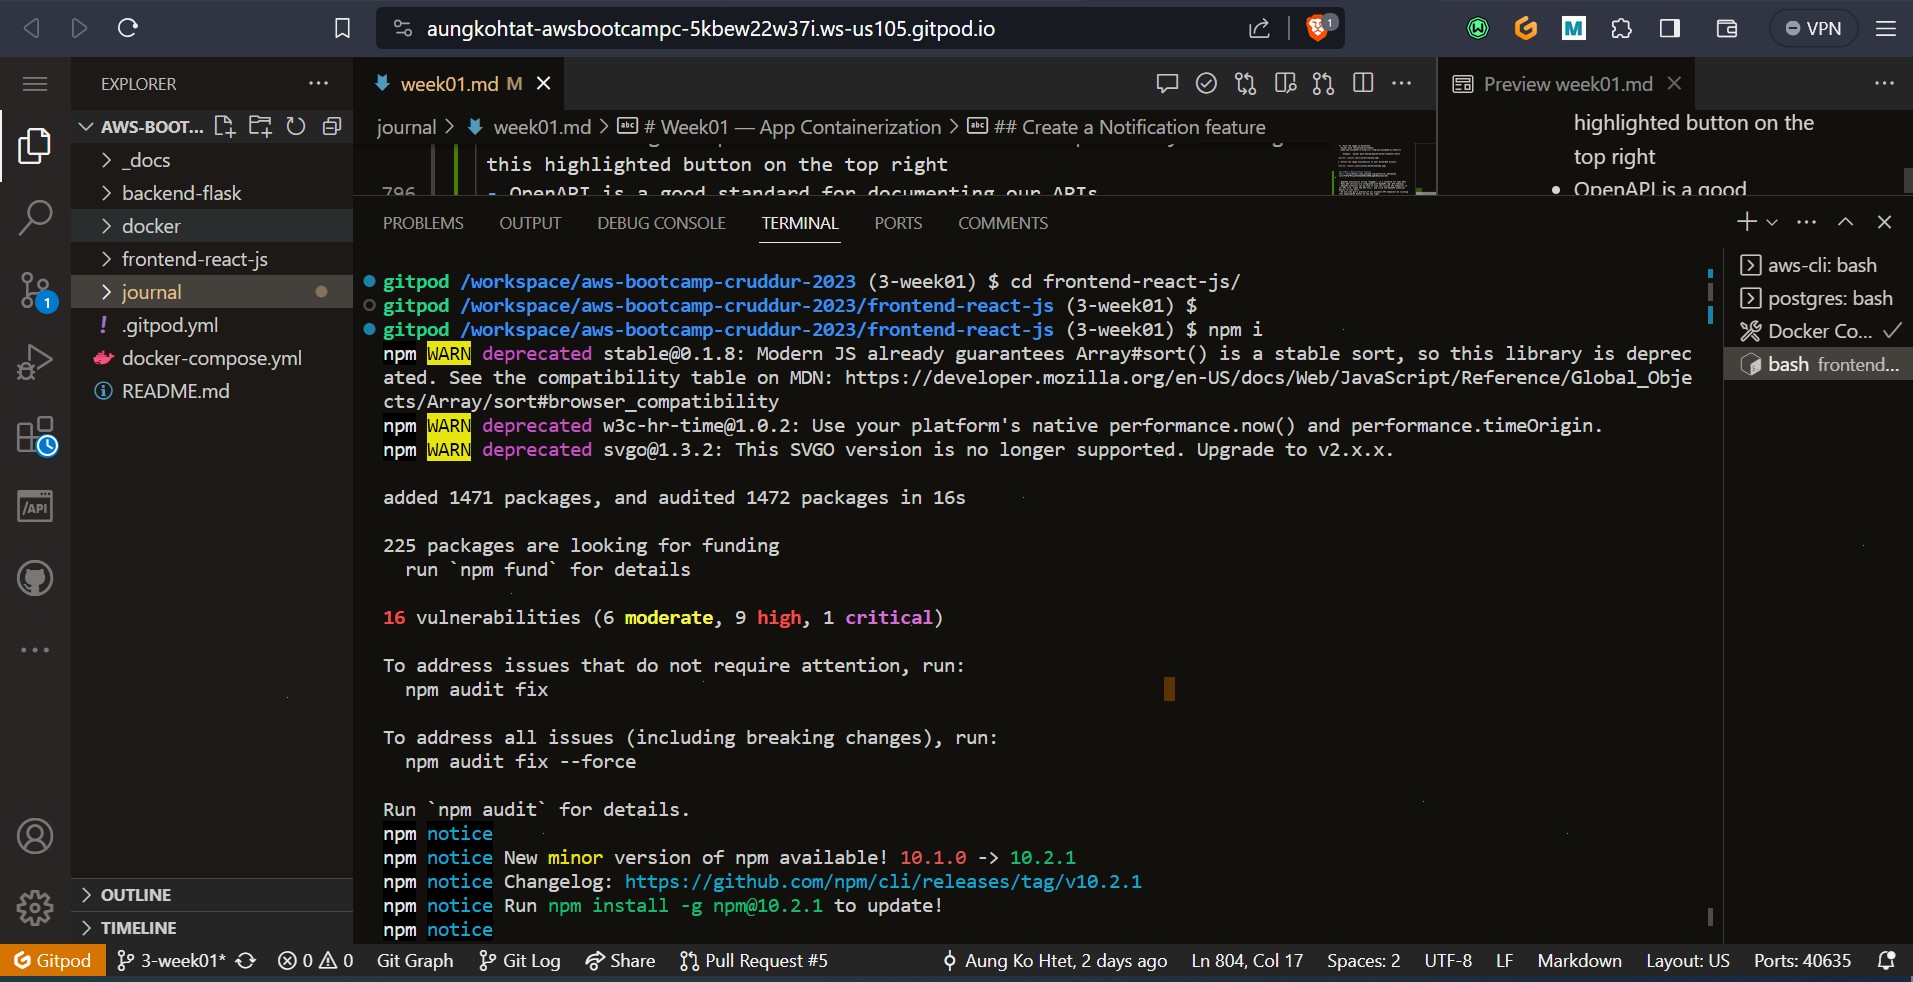 aungkohtat-awsbootcampc-5kbew22w37i.ws-us105.gitpod.io
1
M
VPN
EXPLORER
AWS-BOOT...
_docs
backend-flask
docker
frontend-react-js
journal
.gitpod.yml
docker-compose.yml
README.md
OUTLINE
TIMELINE
1
/API
week01.md M
Preview week01.md
journal > week01.md > # Week01 — App Containerization > ## Create a Notification feature
this highlighted button on the top right
796
- OpenAPI is a good standard for documenting our APIs
highlighted button on the
top right
OpenAPI is a good
PROBLEMS OUTPUT DEBUG CONSOLE TERMINAL PORTS COMMENTS
gitpod /workspace/aws-bootcamp-cruddur-2023 (3-week01) $ cd frontend-react-js/
gitpod /workspace/aws-bootcamp-cruddur-2023/frontend-react-js (3-week01) $
gitpod /workspace/aws-bootcamp-cruddur-2023/frontend-react-js (3-week01) $ npm i
npm WARN deprecated stable@0.1.8: Modern JS already guarantees Array#sort() is a stable sort, so this library is deprec
ated. See the compatibility table on MDN: https://developer.mozilla.org/en-US/docs/Web/JavaScript/Reference/Global_Obje
cts/Array/sort#browser_compatibility
npm WARN deprecated w3c-hr-time@1.0.2: Use your platform's native performance.now() and performance.timeOrigin.
npm WARN deprecated svgo@1.3.2: This SVGO version is no longer supported. Upgrade to v2.x.x.
added 1471 packages, and audited 1472 packages in 16s
225 packages are looking for funding
run `npm fund` for details
16 vulnerabilities (6 moderate, 9 high, 1 critical)
To address issues that do not require attention, run:
npm audit fix
To address all issues (including breaking changes), run:
npm audit fix --force
Run `npm audit` for details.
npm notice
npm notice New minor version of npm available! 10.1.0 -> 10.2.1
npm notice Changelog: https://github.com/npm/cli/releases/tag/v10.2.1
npm notice Run npm install -g npm@10.2.1 to update!
npm notice
aws-cli: bash
postgres: bash
Docker Co...
bash frontend...
Gitpod 3-week01* 0 0 Git Graph Git Log Share Pull Request #5 Aung Ko Htet, 2 days ago Ln 804, Col 17 Spaces: 2 UTF-8 LF Markdown Layout: US Ports: 40635